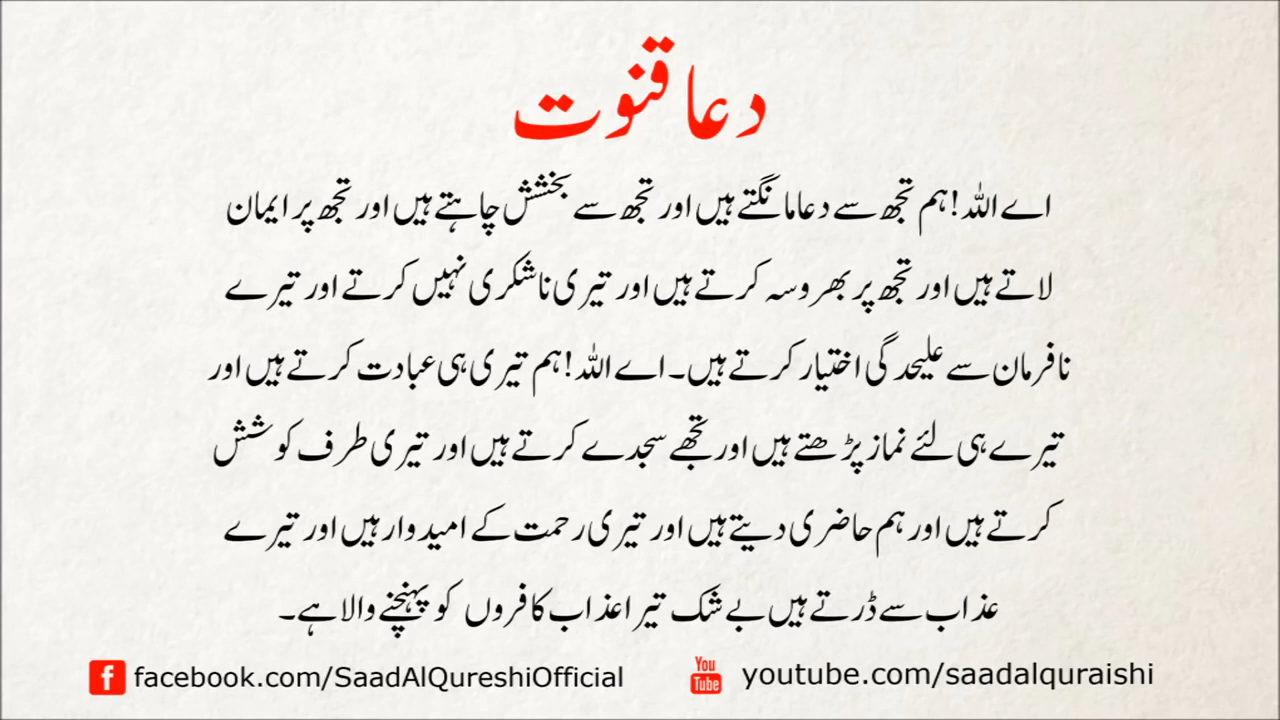 دعا قنوت
اے اللہ! ہم تجھ سے دعا مانگتے ہیں اور تجھ سے بخشش چاہتے ہیں اور تجھ پر ایمان
لاتے ہیں اور تجھ پر بھروسہ کرتے ہیں اور تیری ناشکری نہیں کرتے اور تیرے
نافرمان سے علیحدگی اختیار کرتے ہیں۔ اے اللہ! ہم تیری ہی عبادت کرتے ہیں اور
تیرے ہی لئے نماز پڑھتے ہیں اور تجھے سجدے کرتے ہیں اور تیری طرف کوشش
کرتے ہیں اور ہم حاضری دیتے ہیں اور تیری رحمت کے امیدوار ہیں اور تیرے
عذاب سے ڈرتے ہیں بے شک تیرا عذاب کافروں کو پہنچنے والا ہے۔
f facebook.com/SaadAlQureshiOfficial
You Tube youtube.com/saadalquraishi